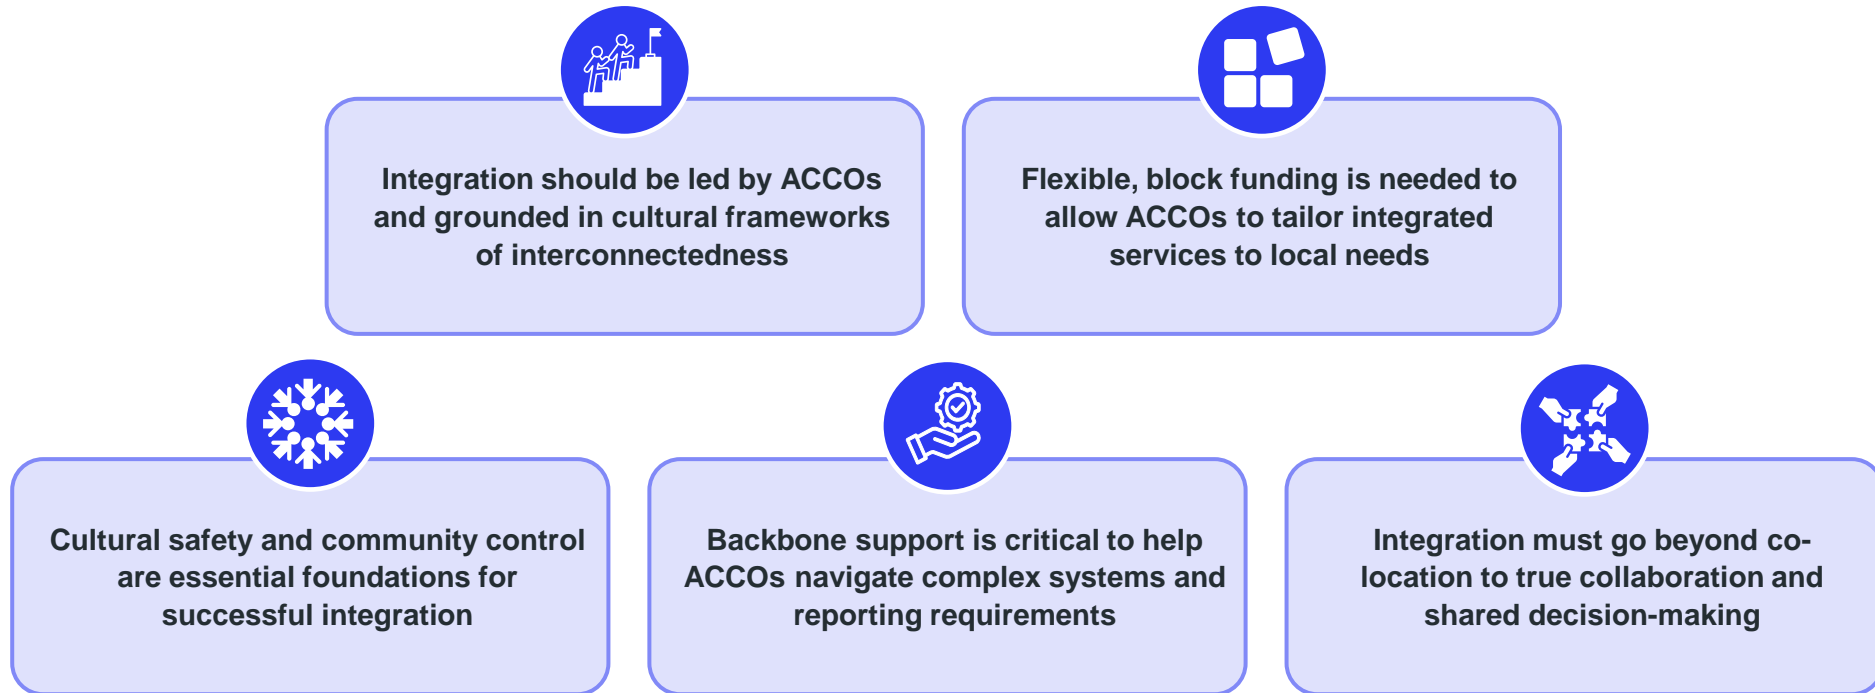 Integration should be led by ACCOs
and grounded in cultural frameworks
of interconnectedness
Flexible, block funding is needed to
allow ACCOs to tailor integrated
services to local needs
Cultural safety and community control
are essential foundations for
successful integration
Backbone support is critical to help
ACCOs navigate complex systems and
reporting requirements
Integration must go beyond co-
location to true collaboration and
shared decision-making